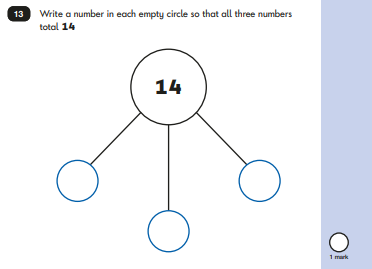 13 Write a number in each empty circle so that all three numbers
total 14
14
1 mark